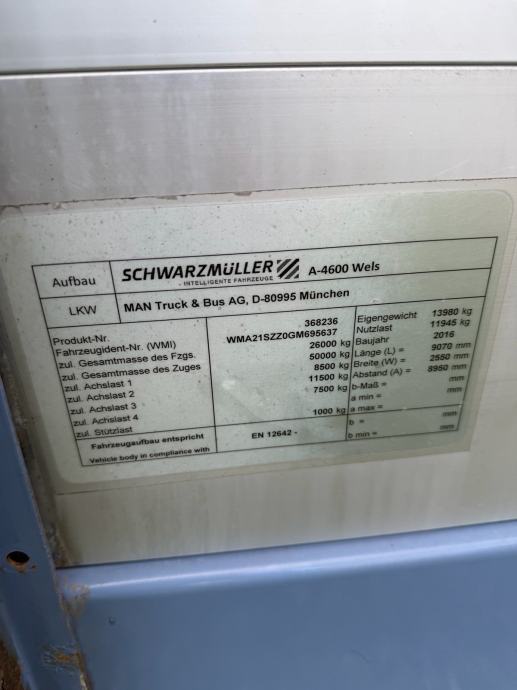 Aufbau SCHWARZMÜLLER A-4600 Wels
INTELLIGENTE FAHRZEUGE
LKW MAN Truck & Bus AG, D-80995 München
Produkt-Nr. 368236 Eigengewicht 13980 kg
Fahrzeugident-Nr. (WMI) WMA21SZZ0GM695637 Nutzlast 11945 kg
zul. Gesamtmasse des Fzgs. 26000 kg Baujahr 2016
zul. Gesamtmasse des Zuges 50000 kg Länge (L) = 9070 mm
zul. Achslast 1 8500 kg Breite (W) = 2550 mm
zul. Achslast 2 11500 kg Abstand (A) = 8950 mm
zul. Achslast 3 7500 kg b-Maß = mm
zul. Achslast 4 a min = mm
zul. Stützlast 1000 kg a max = mm
Fahrzeugaufbau entspricht EN 12642 - b = mm
Vehicle body in compliance with b min = mm